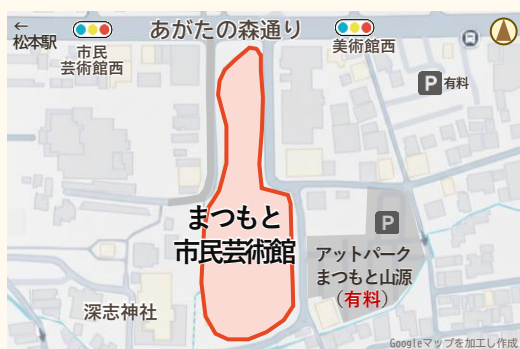 ←
松本駅
市民
芸術館西
あがたの森通り
美術館西
P 有料
まつもと
市民芸術館
P
アットパーク
まつもと山源
（有料）
深志神社
Googleマップを加工し作成